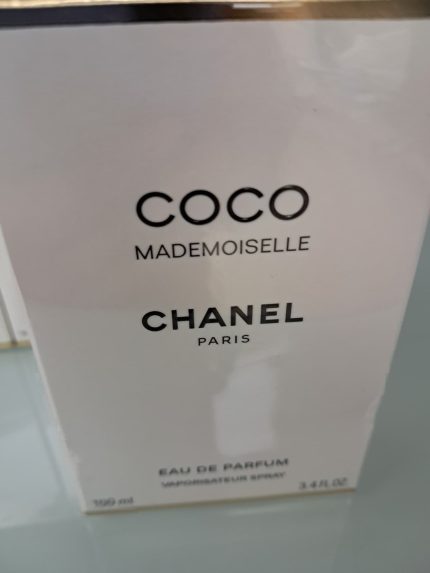 COCO
MADEMOISELLE
CHANEL
PARIS
EAU DE PARFUM
VAPORISATEUR SPRAY
100 ml 3.4 FL.OZ.